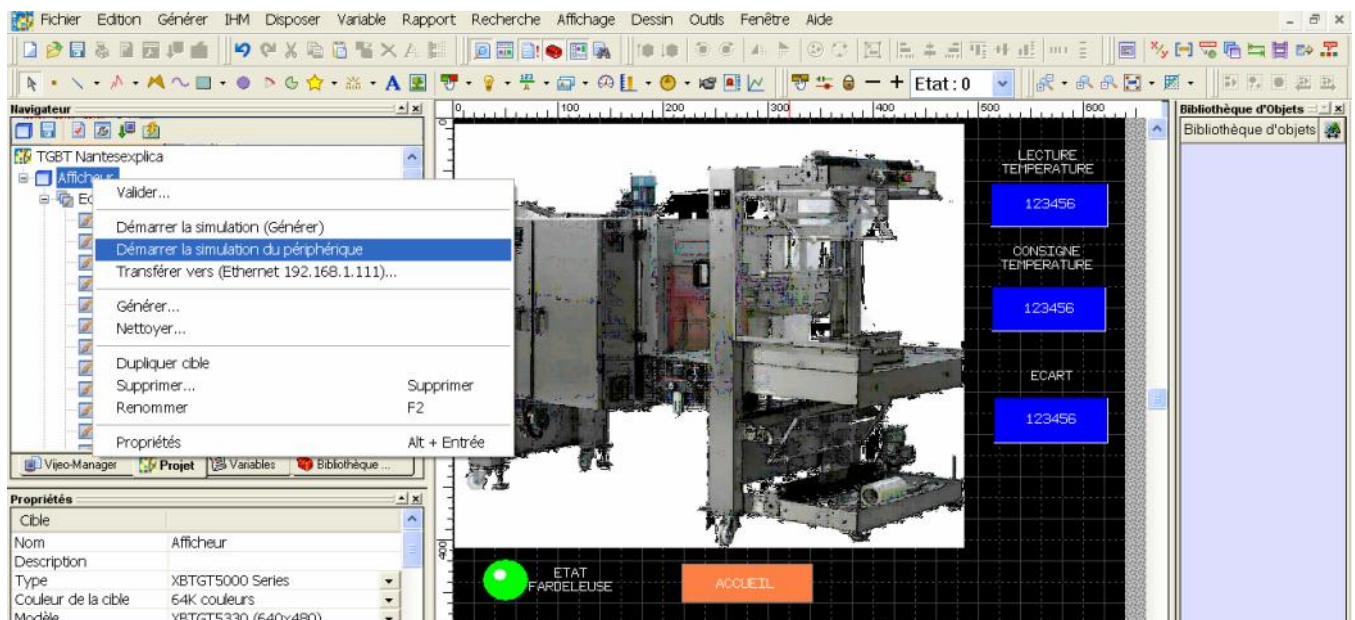 Fichier Edition Générer IHM Disposer Variable Rapport Recherche Affichage Dessin Outils Fenêtre Aide
Etat : 0
Navigateur
TGBT Nantesexplica
Afficheur
Valider...
Démarrer la simulation (Générer)
Démarrer la simulation du périphérique
Transférer vers (Ethernet 192.168.1.111)...
Générer...
Nettoyer...
Dupliquer cible
Supprimer... Supprimer
Renommer F2
Propriétés Alt + Entrée
Vijeo-Manager Projet Variables Bibliothèque ...
Propriétés
Cible
Nom Afficheur
Description
Type XBTGT5000 Series
Couleur de la cible 64K couleurs
Modèle XBTGT5330 (640x480)
0 100 200 300 400 500 600
400
LECTURE
TEMPERATURE
123456
CONSIGNE
TEMPERATURE
123456
ECART
123456
ETAT
FARDELEUSE
ACCUEIL
Bibliothèque d'Objets
Bibliothèque d'objets